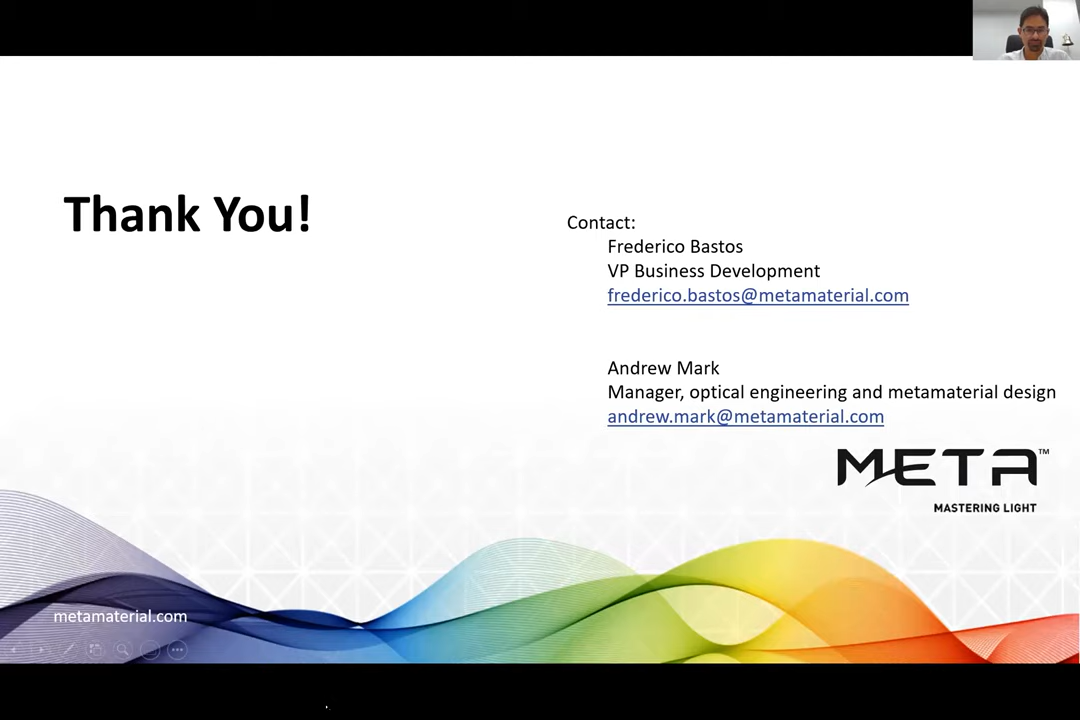 Thank You!
Contact:
Frederico Bastos
VP Business Development
frederico.bastos@metamaterial.com
Andrew Mark
Manager, optical engineering and metamaterial design
andrew.mark@metamaterial.com
META™
MASTERING LIGHT
metamaterial.com